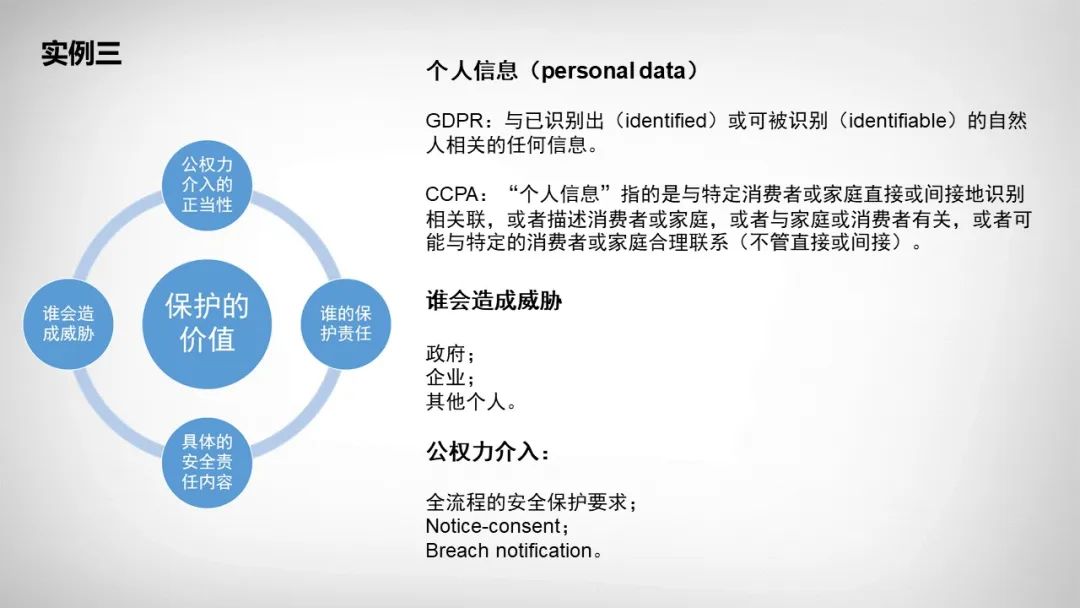 实例三
公权力
介入的
正当性
谁会造
成威胁
保护的
价值
谁的保
护责任
具体的
安全责
任内容
个人信息（personal data）
GDPR：与已识别出（identified）或可被识别（identifiable）的自然
人相关的任何信息。
CCPA：“个人信息”指的是与特定消费者或家庭直接或间接地识别
相关联，或者描述消费者或家庭，或者与家庭或消费者有关，或者可
能与特定的消费者或家庭合理联系（不管直接或间接）。
谁会造成威胁
政府；
企业；
其他个人。
公权力介入：
全流程的安全保护要求；
Notice-consent；
Breach notification。